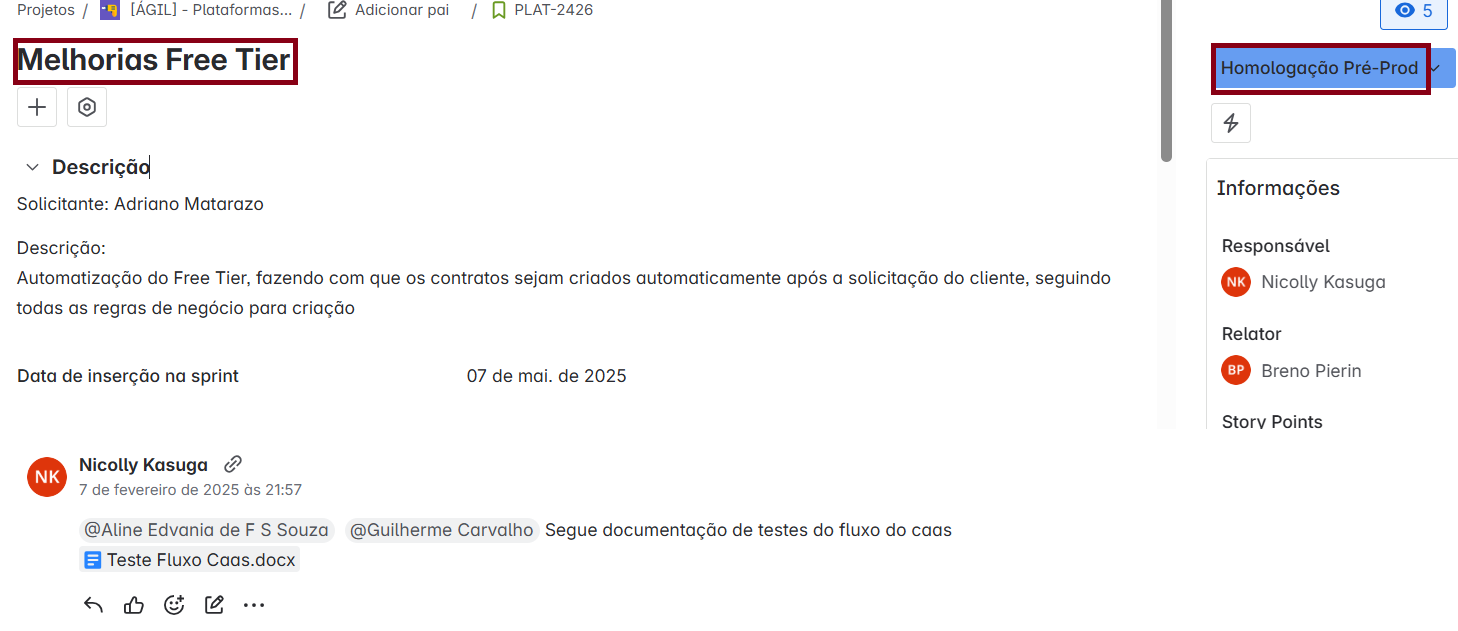 Projetos / [ÁGIL] - Plataformas... / Adicionar pai / PLAT-2426
5
Melhorias Free Tier
Homologação Pré-Prod
Descrição
Solicitante: Adriano Matarazo
Descrição:
Automatização do Free Tier, fazendo com que os contratos sejam criados automaticamente após a solicitação do cliente, seguindo
todas as regras de negócio para criação
Data de inserção na sprint 07 de mai. de 2025
Informações
Responsável
NK Nicolly Kasuga
Relator
BP Breno Pierin
Story Points
NK Nicolly Kasuga
7 de fevereiro de 2025 às 21:57
@Aline Edvania de F S Souza @Guilherme Carvalho Segue documentação de testes do fluxo do caas
Teste Fluxo Caas.docx